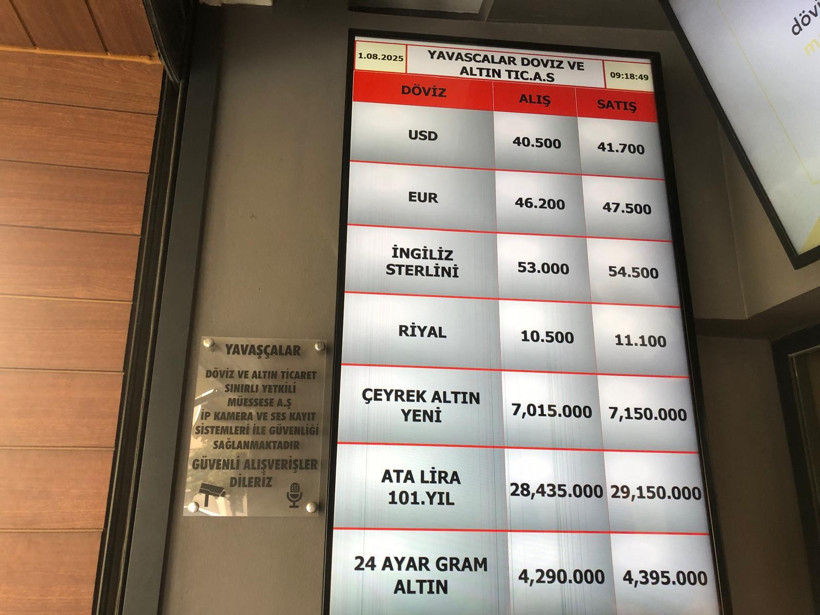 1.08.2025
YAVASCALAR DOVIZ VE
ALTIN TIC.A.S
09:18:49
DÖVİZ ALIŞ SATIŞ
USD 40.500 41.700
EUR 46.200 47.500
İNGİLİZ
STERLİNİ
53.000 54.500
RİYAL 10.500 11.100
ÇEYREK ALTIN
YENİ
7,015.000 7,150.000
ATA LİRA
101.YIL
28,435.000 29,150.000
24 AYAR GRAM
ALTIN
4,290.000 4,395.000
YAVAŞÇALAR
DÖVİZ VE ALTIN TİCARET
SINIRLI YETKİLİ
MÜESSESE A.Ş
İP KAMERA VE SES KAYIT
SİSTEMLERİ İLE GÜVENLİĞİ
SAĞLANMAKTADIR
GÜVENLİ ALIŞVERİŞLER
DİLERİZ